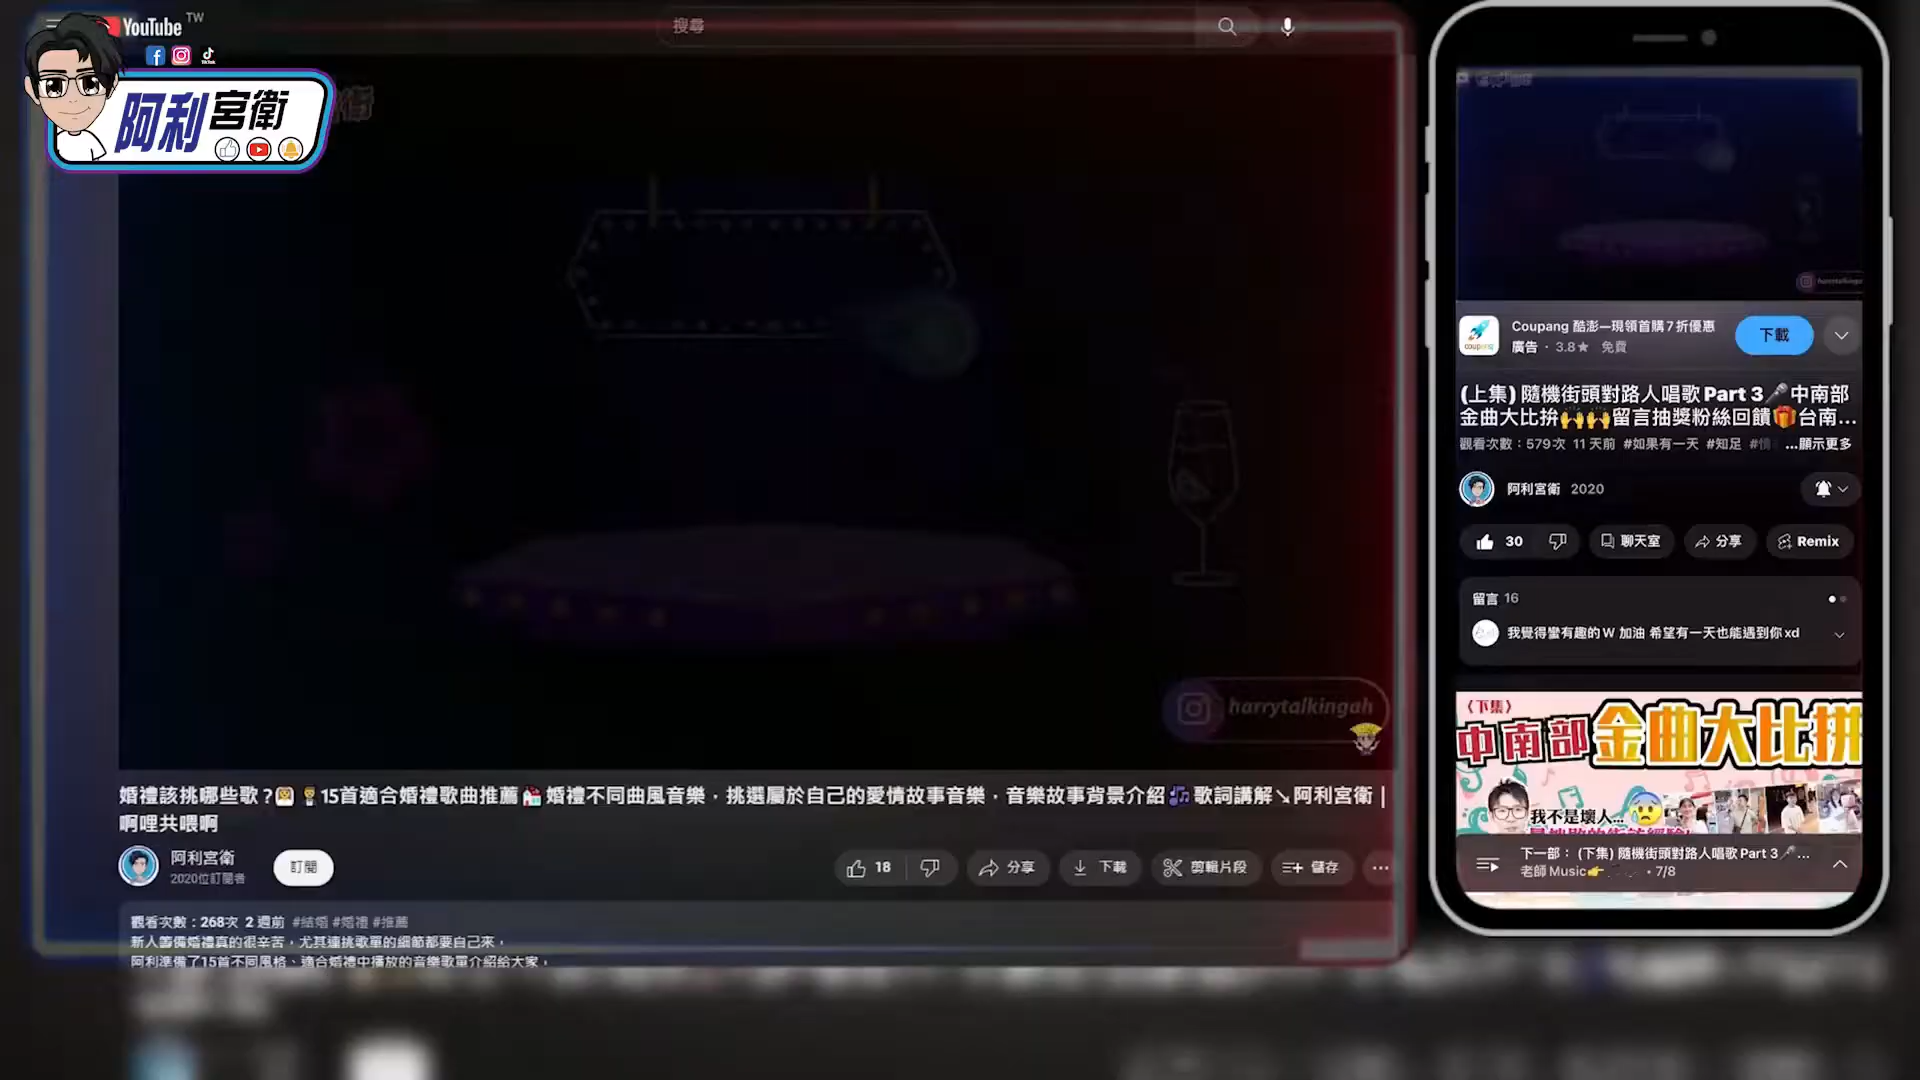 YouTube TW
搜尋
阿利宮衛
harrytalkingah
婚禮該挑哪些歌？👰🤵15首適合婚禮歌曲推薦💒婚禮不同曲風音樂，挑選屬於自己的愛情故事音樂，音樂故事背景介紹🎶歌詞講解↘阿利宮衛 |
啊哩共喂啊
阿利宮衛
2020位訂閱者
訂閱
18
分享
下載
剪輯片段
儲存
觀看次數：268次 2 週前 #結婚 #婚禮 #推薦
新人籌備婚禮真的很辛苦，尤其連挑歌單的細節都要自己來，
阿利準備了15首不同風格、適合婚禮中播放的音樂歌單介紹給大家，
Coupang 酷澎—現領首購7折優惠
廣告 · 3.8★ 免費
下載
(上集) 隨機街頭對路人唱歌Part 3🎤中南部
金曲大比拚🙌🙌留言抽獎粉絲回饋🎁台南...
觀看次數：579次 11 天前 #如果有一天 #知足 #情 ...顯示更多
阿利宮衛 2020
30
聊天室
分享
Remix
留言 16
我覺得蠻有趣的W 加油 希望有一天也能遇到你xd
〈下集〉
中南部金曲大比拼
我不是壞人...
下一部： (下集) 隨機街頭對路人唱歌Part 3🎤...
老師 Music👉 • 7/8